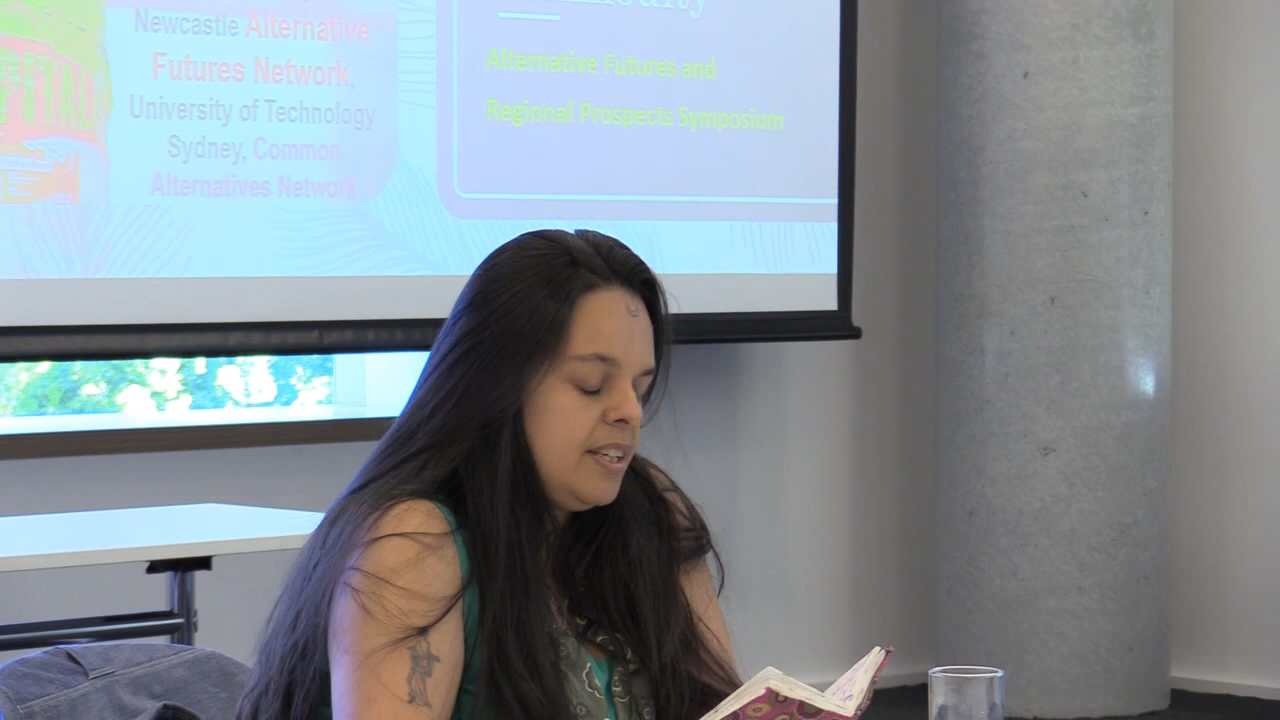 Newcastle Alternative
Futures Network,
University of Technology
Sydney, Common
Alternatives Network
Alternative Futures and
Regional Prospects Symposium